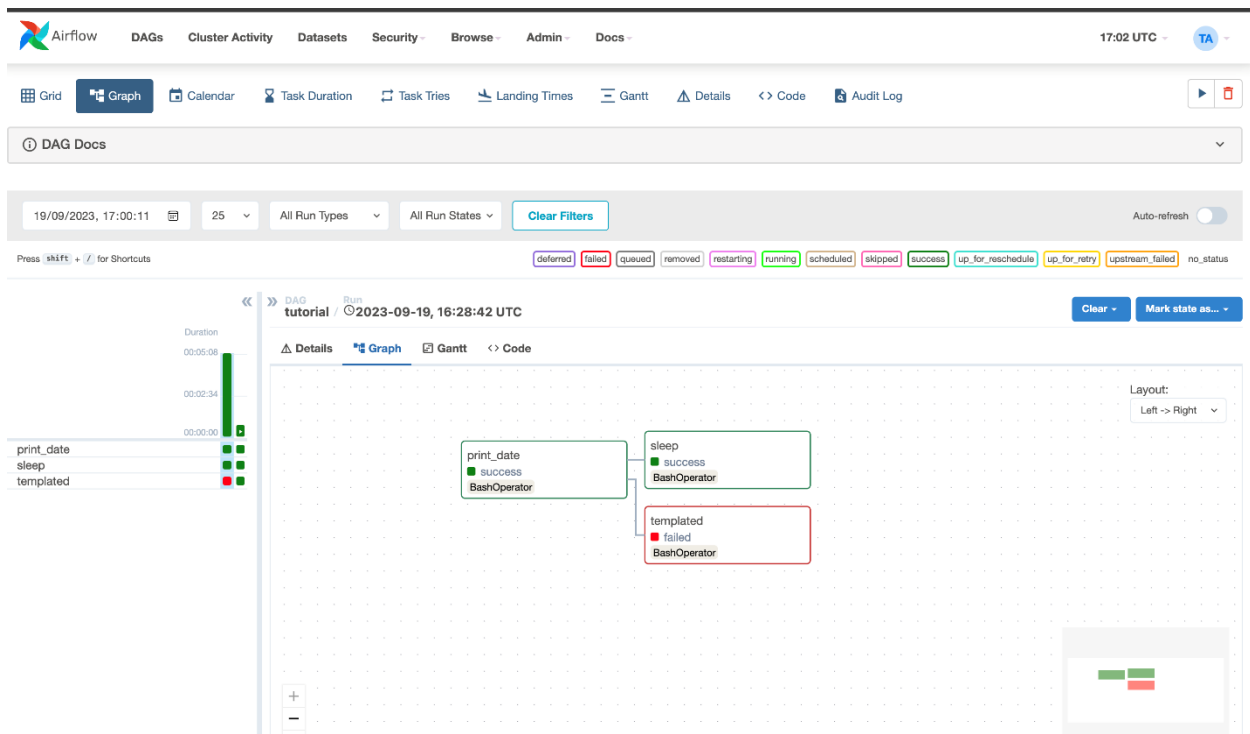 Airflow DAGs Cluster Activity Datasets Security Browse Admin Docs 17:02 UTC TA
Grid Graph Calendar Task Duration Task Tries Landing Times Gantt Details Code Audit Log
DAG Docs
19/09/2023, 17:00:11 25 All Run Types All Run States Clear Filters Auto-refresh
Press shift + / for Shortcuts deferred failed queued removed restarting running scheduled skipped success up_for_reschedule up_for_retry upstream_failed no_status
DAG Run
tutorial / 2023-09-19, 16:28:42 UTC Clear Mark state as...
Duration
00:05:08
00:02:34
00:00:00
print_date
sleep
templated
Details Graph Gantt <> Code
Layout:
Left -> Right
print_date
success
BashOperator
sleep
success
BashOperator
templated
failed
BashOperator